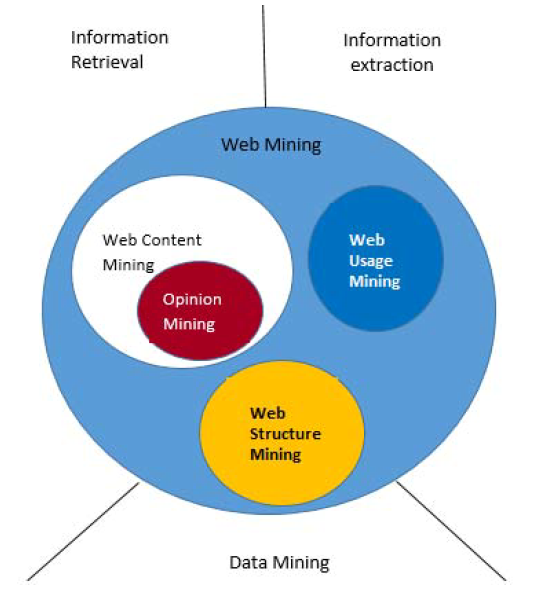 Information
Retrieval
Information
extraction
Web Mining
Web Content
Mining
Opinion
Mining
Web
Usage
Mining
Web
Structure
Mining
Data Mining